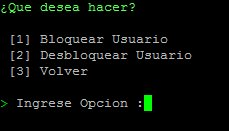 ¿Que desea hacer?
[1] Bloquear Usuario
[2] Desbloquear Usuario
[3] Volver
> Ingrese Opcion :